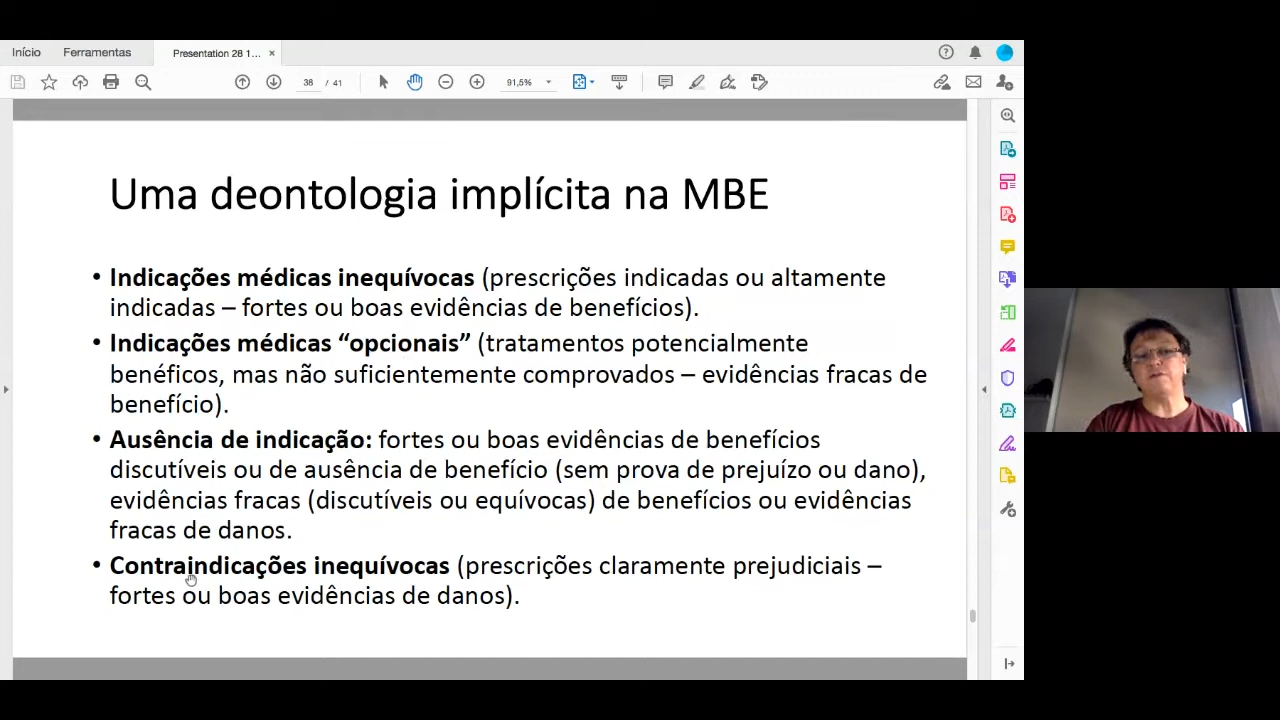 Início Ferramentas Presentation 28 1... ×
38 / 41 91,5%
Uma deontologia implícita na MBE
• Indicações médicas inequívocas (prescrições indicadas ou altamente
indicadas – fortes ou boas evidências de benefícios).
• Indicações médicas “opcionais” (tratamentos potencialmente
benéficos, mas não suficientemente comprovados – evidências fracas de
benefício).
• Ausência de indicação: fortes ou boas evidências de benefícios
discutíveis ou de ausência de benefício (sem prova de prejuízo ou dano),
evidências fracas (discutíveis ou equívocas) de benefícios ou evidências
fracas de danos.
• Contraindicações inequívocas (prescrições claramente prejudiciais –
fortes ou boas evidências de danos).